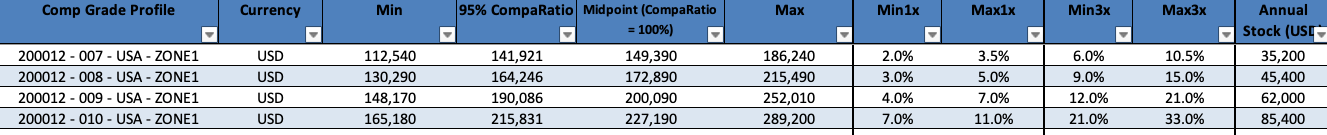 Comp Grade Profile Currency Min 95% CompaRatio Midpoint (CompaRatio = 100%) Max Min1x Max1x Min3x Max3x Annual Stock (USD
200012 - 007 - USA - ZONE1 USD 112,540 141,921 149,390 186,240 2.0% 3.5% 6.0% 10.5% 35,200
200012 - 008 - USA - ZONE1 USD 130,290 164,246 172,890 215,490 3.0% 5.0% 9.0% 15.0% 45,400
200012 - 009 - USA - ZONE1 USD 148,170 190,086 200,090 252,010 4.0% 7.0% 12.0% 21.0% 62,000
200012 - 010 - USA - ZONE1 USD 165,180 215,831 227,190 289,200 7.0% 11.0% 21.0% 33.0% 85,400